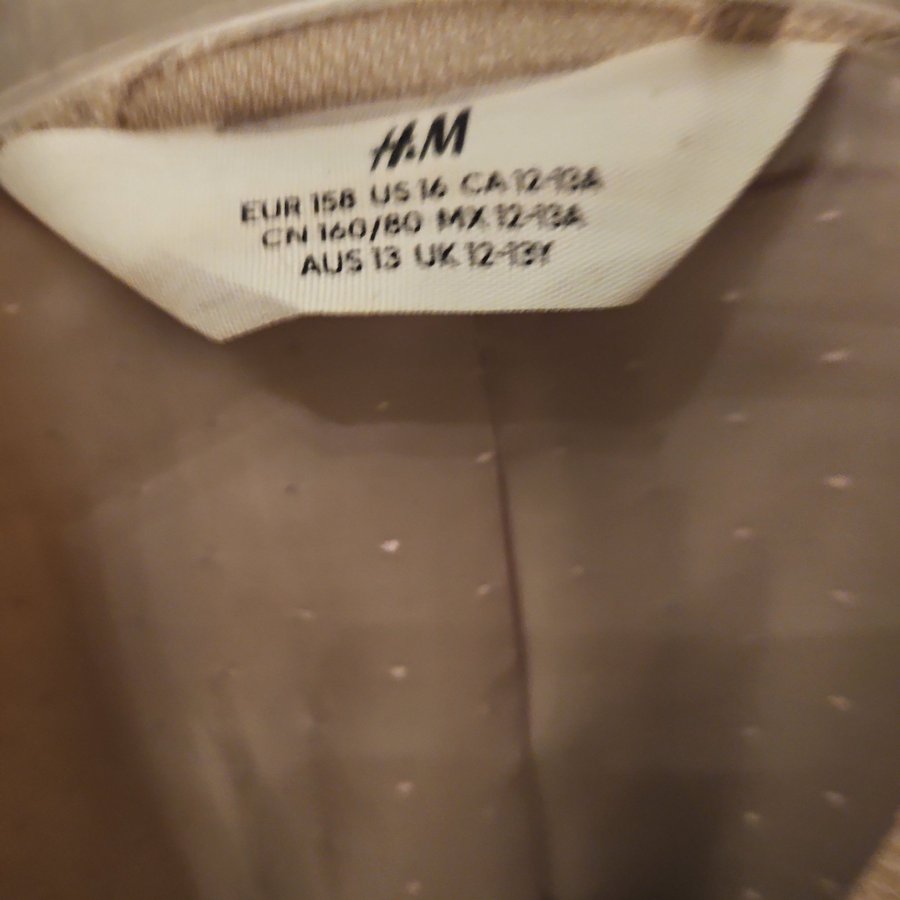 H&M
EUR 158 US 16 CA 12-13A
CN 160/80 MX 12-13A
AUS 13 UK 12-13Y